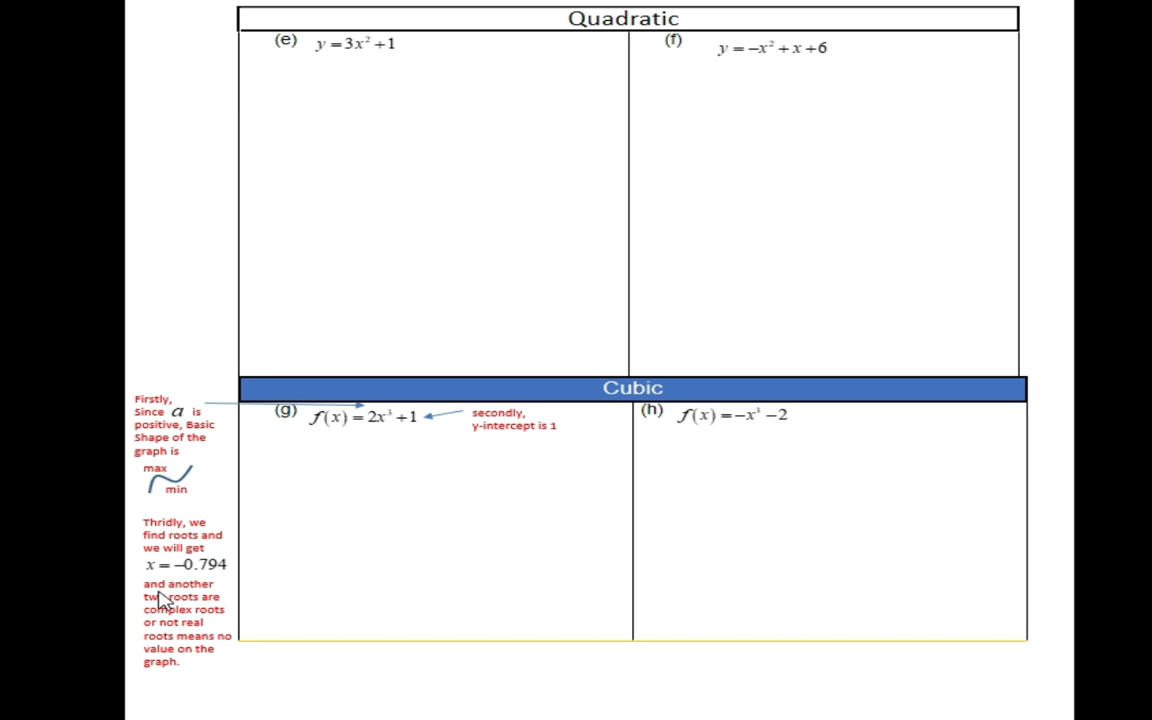 Quadratic
(e) y = 3x² + 1
(f) y = −x² + x + 6
Cubic
Firstly,
Since a is
positive, Basic
Shape of the
graph is
max
min
(g) f(x) = 2x³ + 1
secondly,
y-intercept is 1
(h) f(x) = −x³ − 2
Thridly, we
find roots and
we will get
x = −0.794
and another
two roots are
complex roots
or not real
roots means no
value on the
graph.